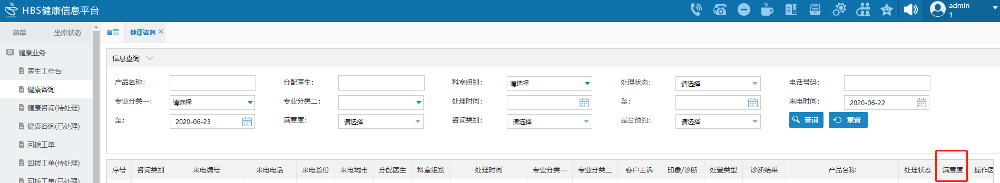 HBS健康信息平台
admin
1
菜单 坐席状态
首页 健康咨询
健康业务
医生工作台
健康咨询
健康咨询(待处理)
健康咨询(已处理)
回拨工单
回拨工单(待处理)
回拨工单(已处理)
信息查询
产品名称: 分配医生: 科室组别: 请选择 处理状态: 请选择 电话号码:
专业分类一: 请选择 专业分类二: 处理时间: 至: 来电时间: 2020-06-22
至: 2020-06-23 满意度: 请选择 咨询类别: 请选择 是否预约: 请选择 查询 重置
序号 咨询类别 来电编号 来电电话 来电省份 来电城市 分配医生 科室组别 处理时间 专业分类一 专业分类二 客户主诉 印象/诊断 处置类型 诊断结果 产品名称 处理状态 满意度 操作医